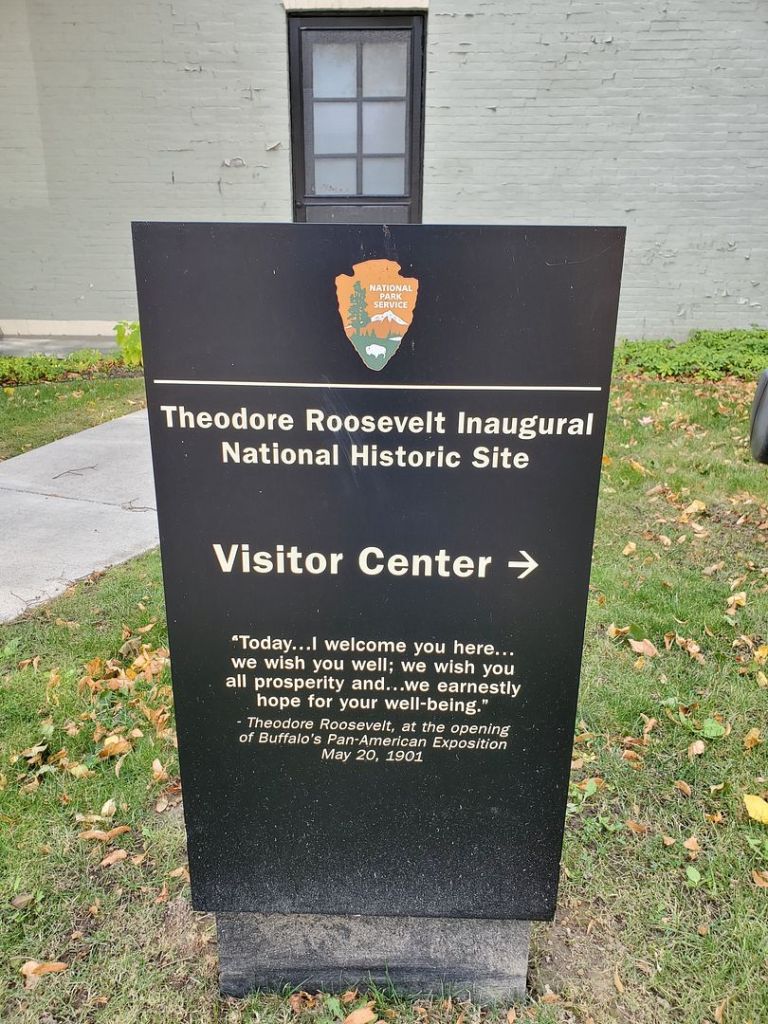 NATIONAL
PARK
SERVICE
Theodore Roosevelt Inaugural
National Historic Site
Visitor Center →
“Today...I welcome you here...
we wish you well; we wish you
all prosperity and...we earnestly
hope for your well-being.”
- Theodore Roosevelt, at the opening
of Buffalo’s Pan-American Exposition
May 20, 1901